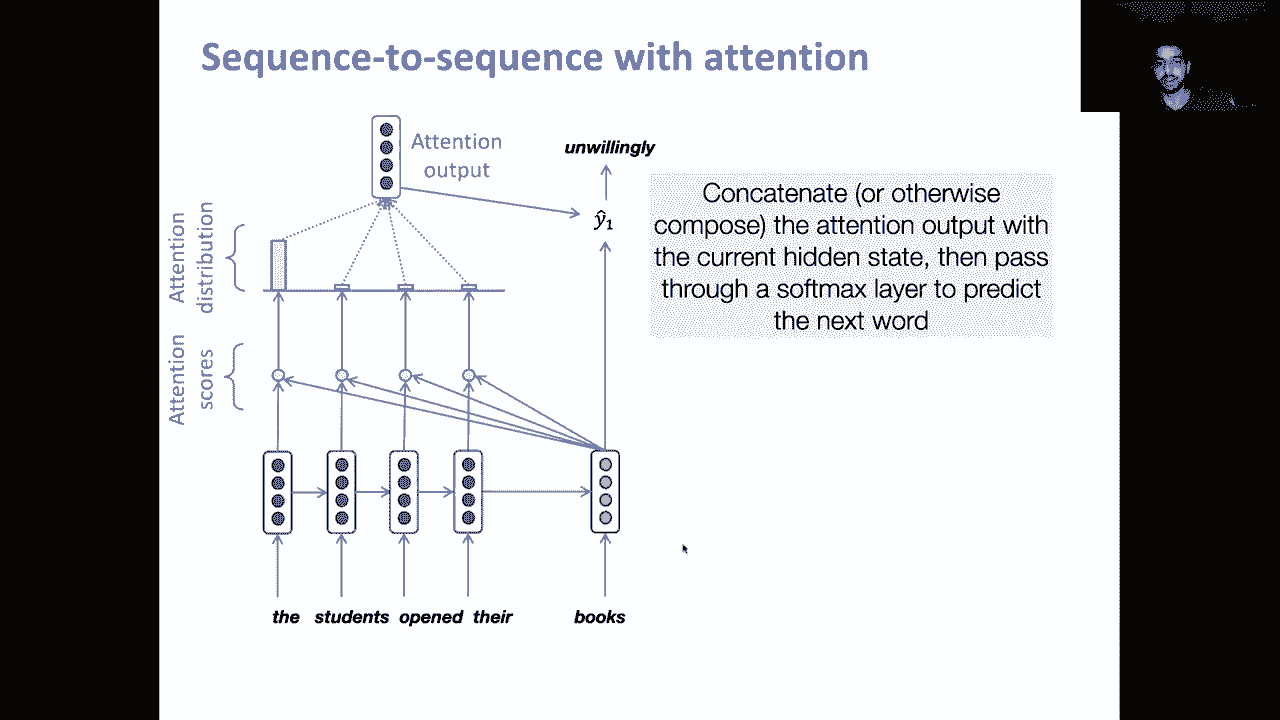 Sequence-to-sequence with attention
Attention
output
unwillingly
ŷ₁
Concatenate (or otherwise
compose) the attention output with
the current hidden state, then pass
through a softmax layer to predict
the next word
Attention
distribution
Attention
scores
the students opened their books